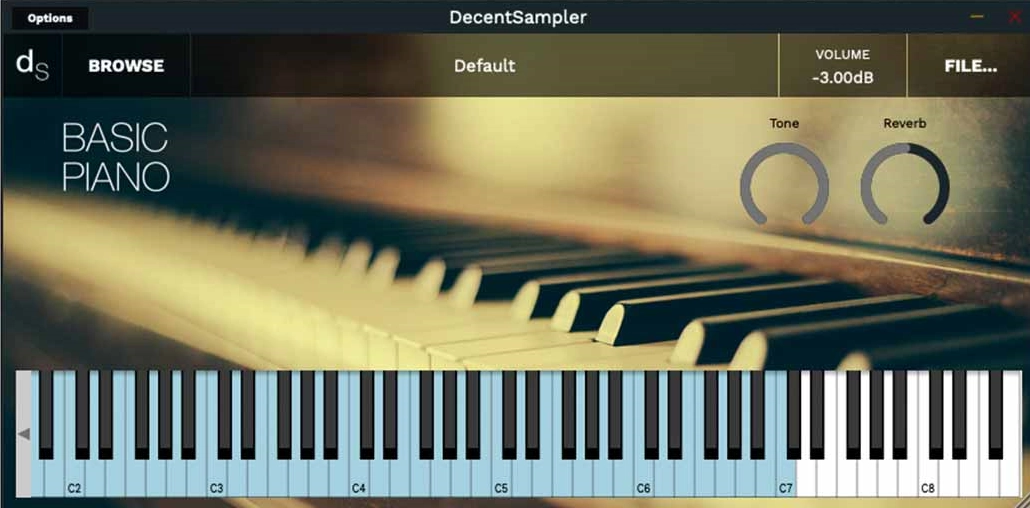 Options
DecentSampler
dS
BROWSE
Default
VOLUME
-3.00dB
FILE...
BASIC
PIANO
Tone
Reverb
C2
C3
C4
C5
C6
C7
C8